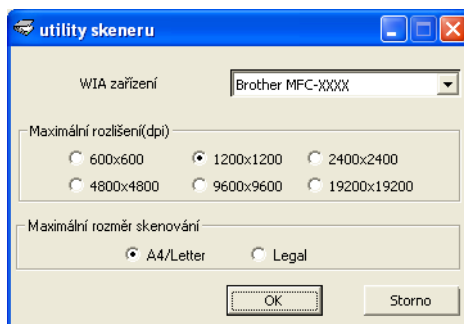 utility skeneru
WIA zařízení Brother MFC-XXXX
Maximální rozlišení(dpi)
600x600 1200x1200 2400x2400
4800x4800 9600x9600 19200x19200
Maximální rozměr skenování
A4/Letter Legal
OK Storno